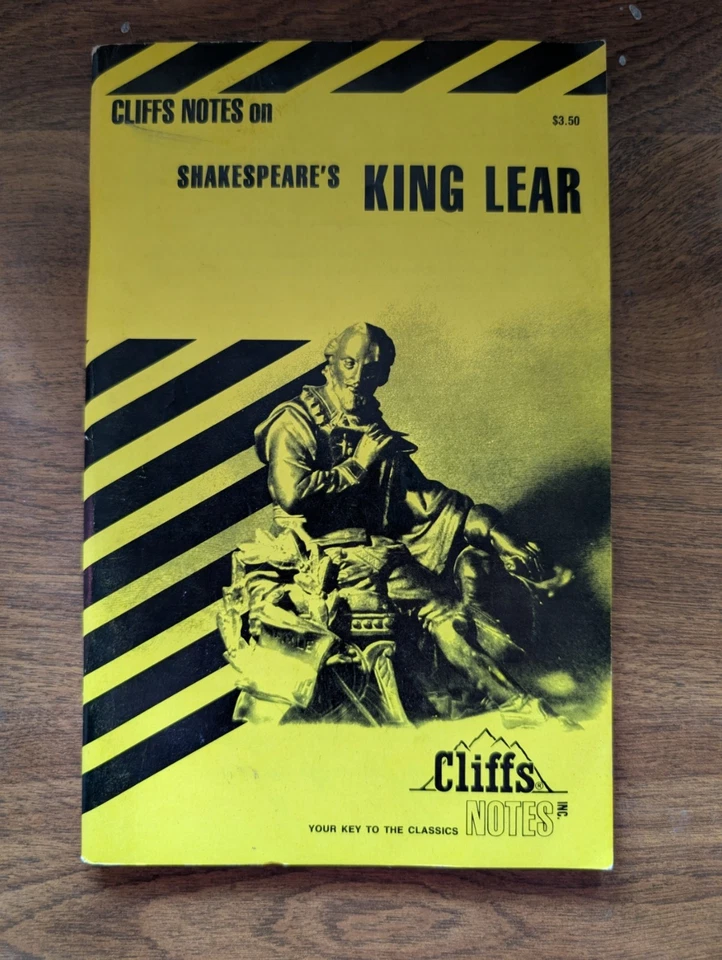 CLIFFS NOTES on
$3.50
SHAKESPEARE'S KING LEAR
Cliffs®
NOTES INC.
YOUR KEY TO THE CLASSICS